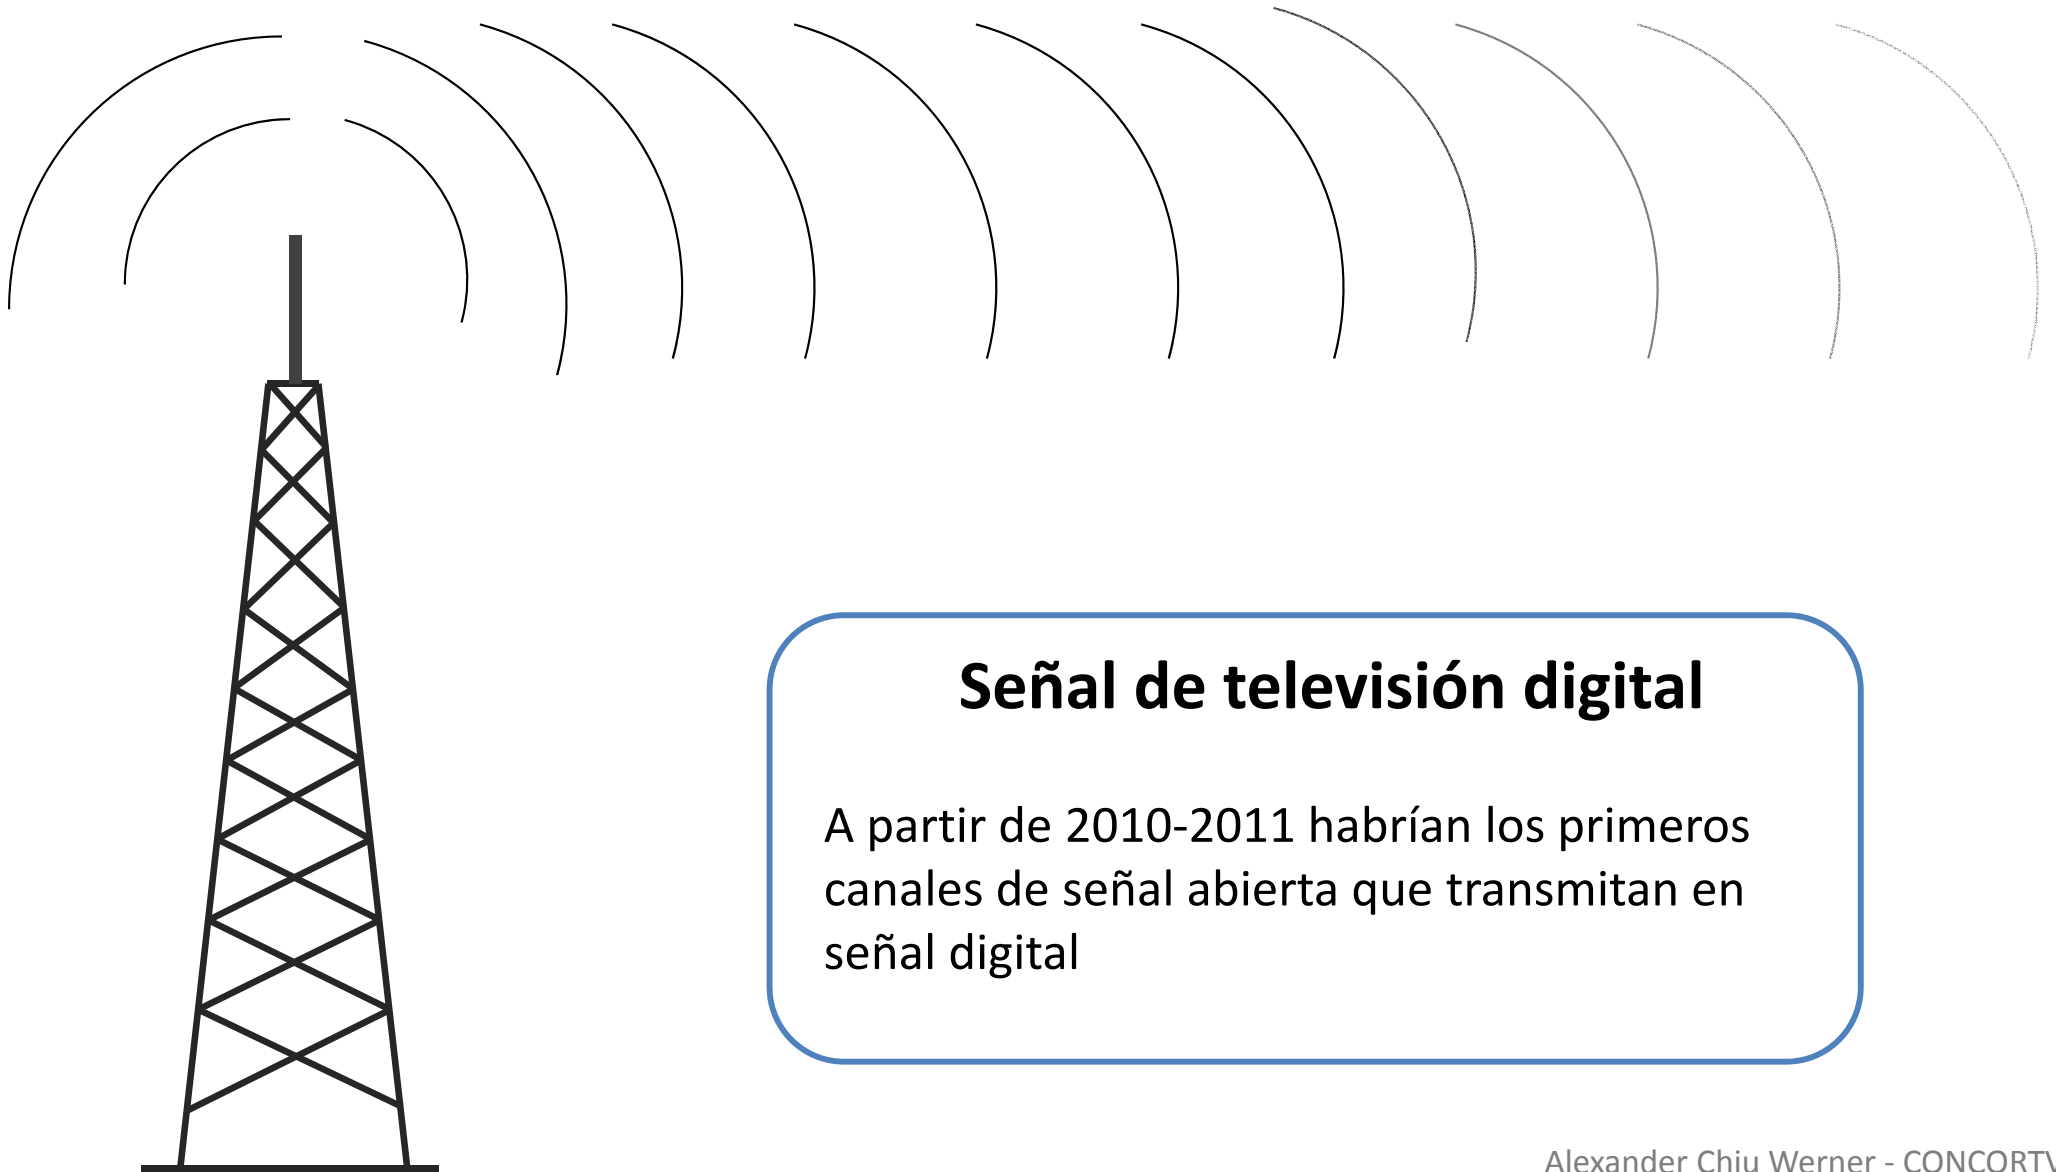 Señal de televisión digital
A partir de 2010-2011 habrían los primeros
canales de señal abierta que transmitan en
señal digital
Alexander Chiu Werner - CONCORTV